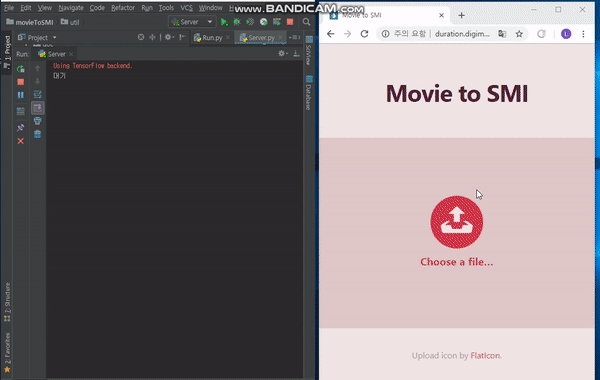 www.BANDICAM.com
File Edit View Navigate Code Refactor Run Tools VCS Window
movieToSMI util Server
Project Run.py Server.py
Run: Server
Using TensorFlow backend.
대기
1: Project
SciView
Database
7: Structure
2: Favorites
Movie to SMI
주의 요함 duration.digim
Movie to SMI
Choose a file...
Upload icon by FlatIcon.